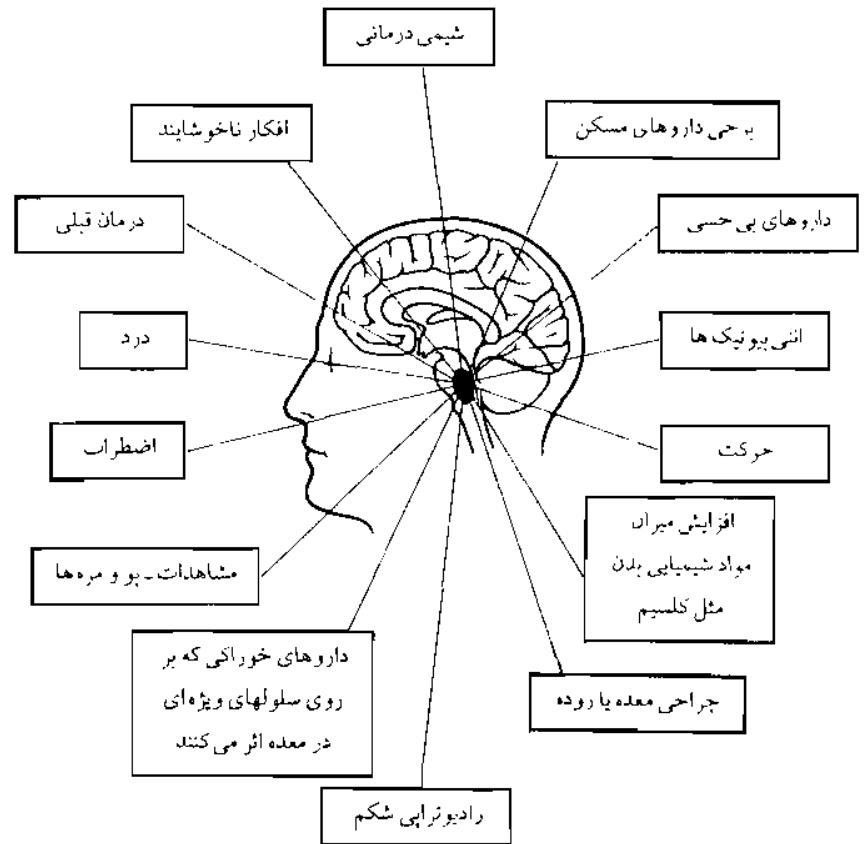 شیمی درمانی
افکار ناخوشایند
برخی داروهای مسکن
درمان قبلی
داروهای بی حسی
درد
انتی بیوتیک ها
اضطراب
حرکت
افزایش میزان
مواد شیمیایی بدن
مثل کلسیم
مشاهدات - بو و مزه ها
داروهای خوراکی که بر
روی سلولهای ویژه ای
در معده اثر می کنند
جراحی معده یا روده
رادیوتراپی شکم